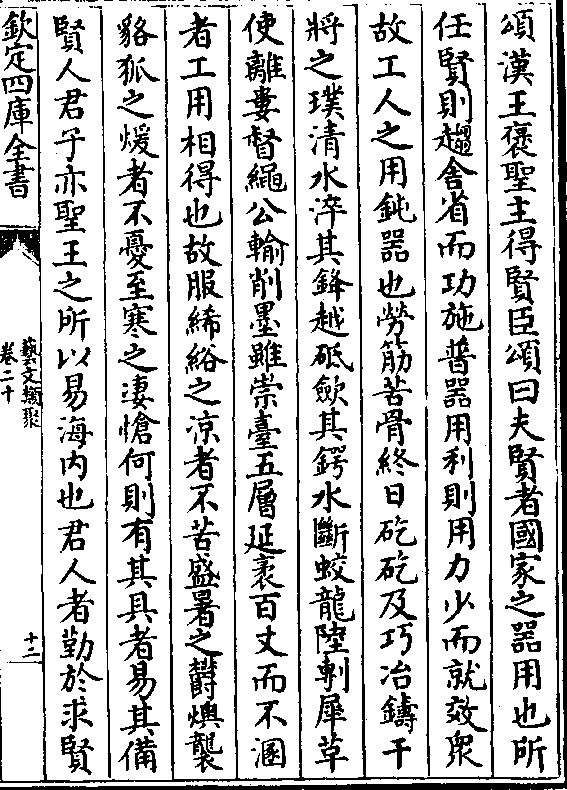 頌漢王襃聖主得賢臣頌曰夫賢者國家之器用也所
任賢則趨舍省而功施普器用利則用力少而就效衆
故工人之用鈍器也勞筋苦骨終日矻矻及巧冶鑄干
將之璞清水淬其鋒越砥歛其鍔水斷蛟龍陸剸犀革
使離婁督繩公輸削墨雖崇臺五層延袤百丈而不溷
者工用相得也故服絺綌之凉者不苦盛暑之鬱燠襲
貉狐之煖者不憂至寒之凄愴何則有其具者易其備
賢人君子亦聖王之所以易海内也君人者勤於求賢
欽定四庫全書
藝文類聚
卷二十
十二